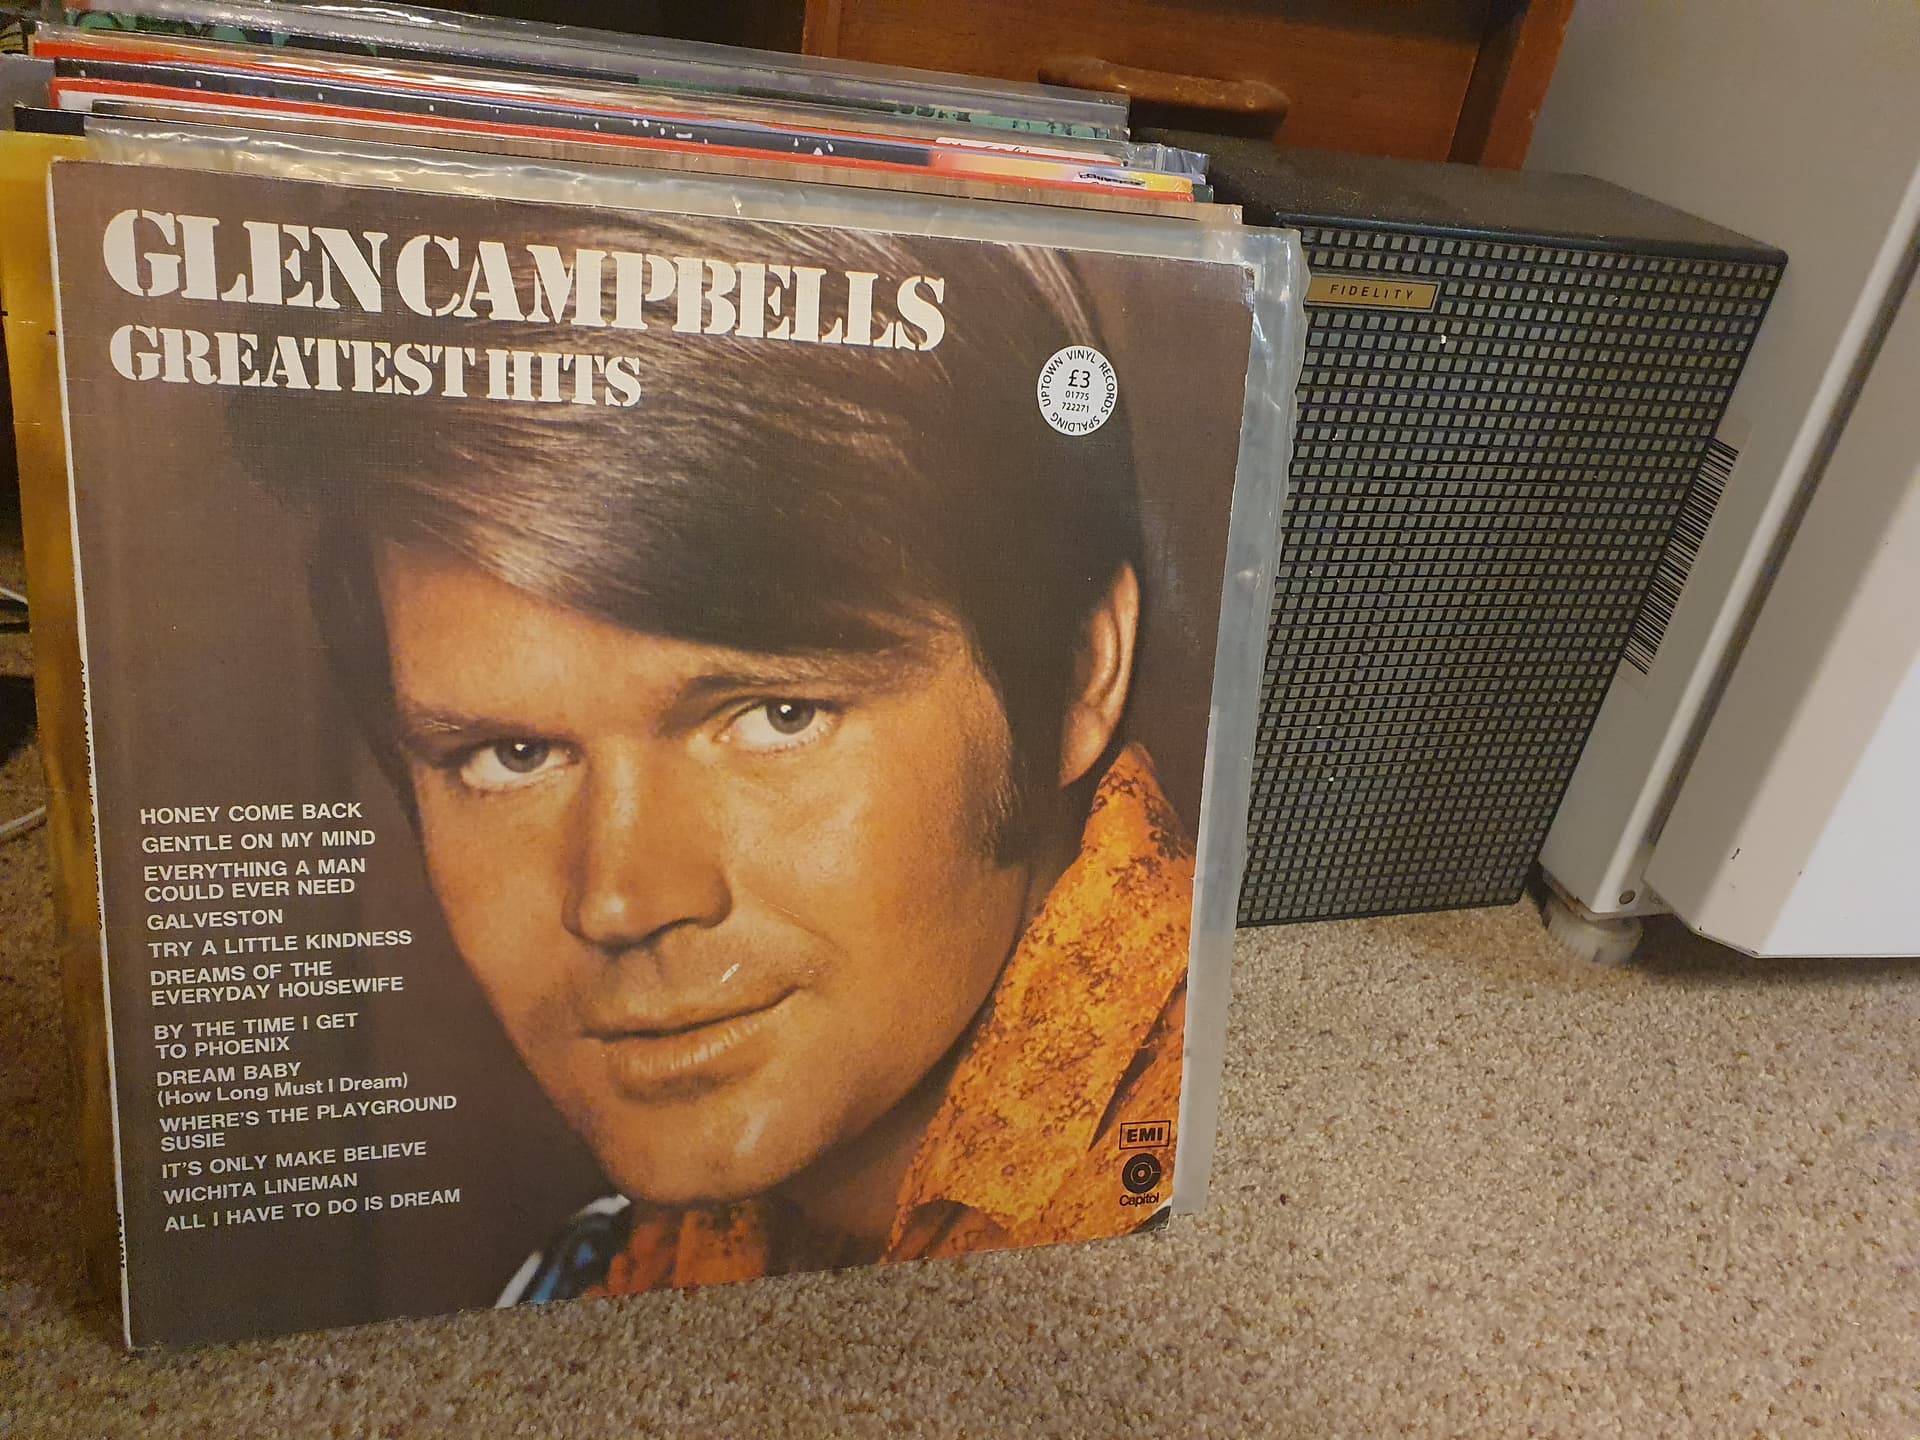 GLEN CAMPBELLS
GREATEST HITS
UPTOWN VINYL RECORDS SPALDING
£3
01775
722271
FIDELITY
HONEY COME BACK
GENTLE ON MY MIND
EVERYTHING A MAN
COULD EVER NEED
GALVESTON
TRY A LITTLE KINDNESS
DREAMS OF THE
EVERYDAY HOUSEWIFE
BY THE TIME I GET
TO PHOENIX
DREAM BABY
(How Long Must I Dream)
WHERE'S THE PLAYGROUND
SUSIE
IT'S ONLY MAKE BELIEVE
WICHITA LINEMAN
ALL I HAVE TO DO IS DREAM
EMI
Capitol